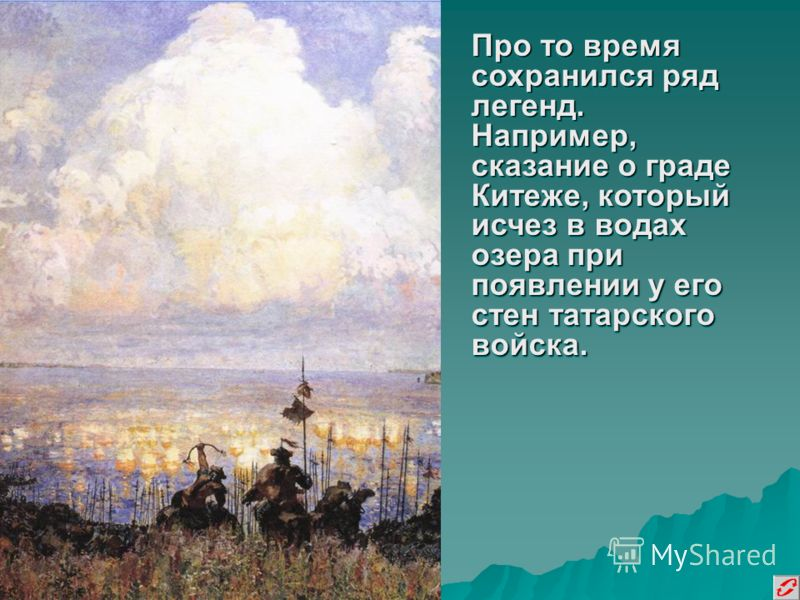 Про то время
сохранился ряд
легенд.
Например,
сказание о граде
Китеже, который
исчез в водах
озера при
появлении у его
стен татарского
войска.
MyShared